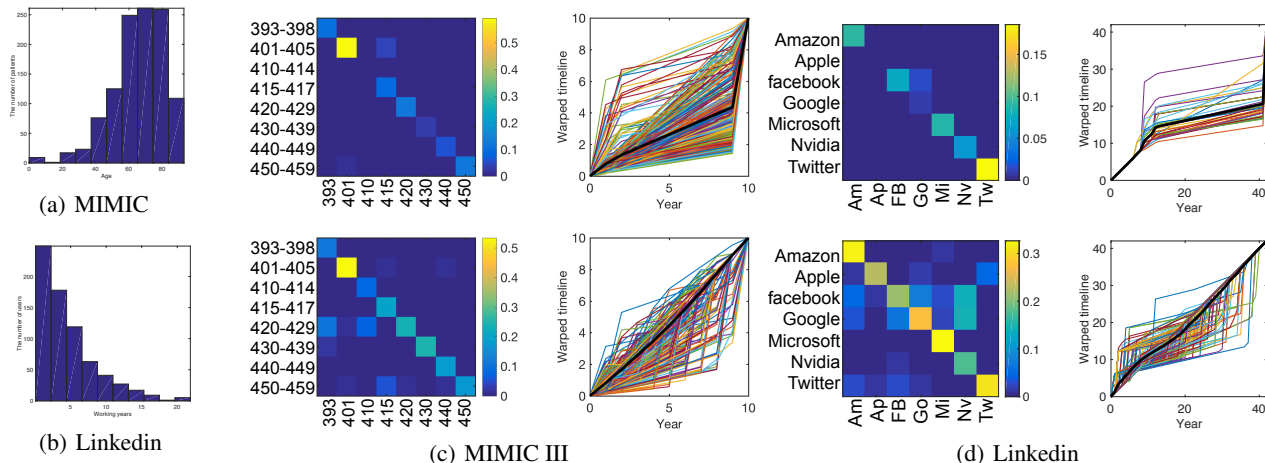 The number of patients
250
200
150
100
50
0
0 20 40 60 80
Age
(a) MIMIC
The number of users
200
100
0
5 10 15 20
Working years
(b) Linkedin
393-398
401-405
410-414
415-417
420-429
430-439
440-449
450-459
393 401 410 415 420 430 440 450
0.5
0.4
0.3
0.2
0.1
0
Warped timeline
10
8
6
4
2
0
0 5 10
Year
393-398
401-405
410-414
415-417
420-429
430-439
440-449
450-459
393 401 410 415 420 430 440 450
0.5
0.4
0.3
0.2
0.1
0
Warped timeline
10
8
6
4
2
0
0 5 10
Year
(c) MIMIC III
Amazon
Apple
facebook
Google
Microsoft
Nvidia
Twitter
Am Ap FB Go Mi Nv Tw
0.15
0.1
0.05
0
Warped timeline
40
30
20
10
0
0 20 40
Year
Amazon
Apple
facebook
Google
Microsoft
Nvidia
Twitter
Am Ap FB Go Mi Nv Tw
0.3
0.2
0.1
0
Warped timeline
40
30
20
10
0
0 20 40
Year
(d) Linkedin